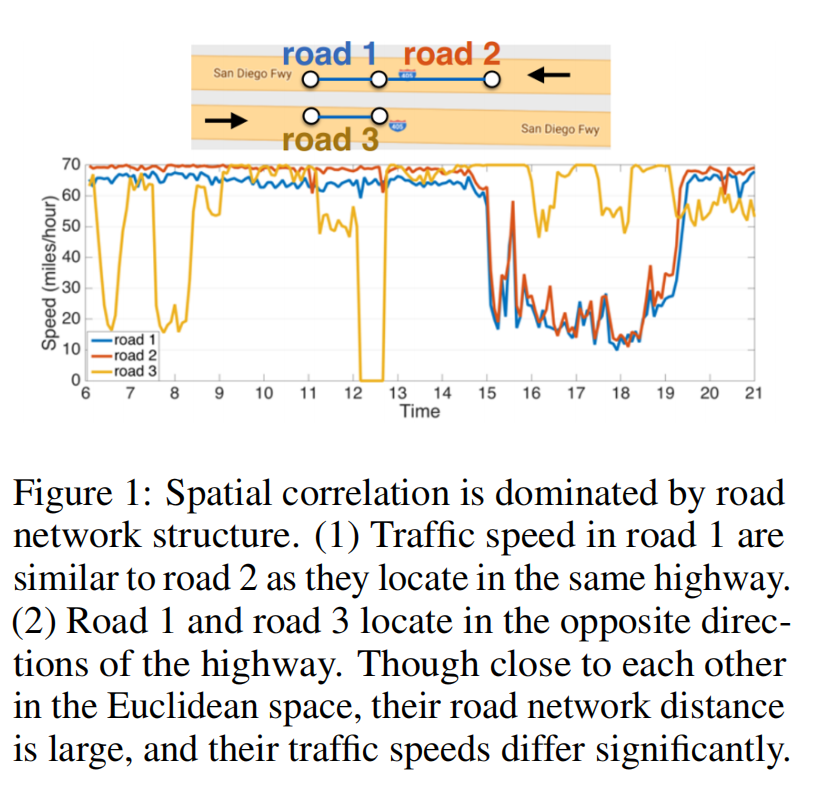 road 1 road 2
San Diego Fwy
405
405
San Diego Fwy
road 3
70
60
50
40
30
20
10
0
Speed (miles/hour)
road 1
road 2
road 3
6 7 8 9 10 11 12 13 14 15 16 17 18 19 20 21
Time
Figure 1: Spatial correlation is dominated by road
network structure. (1) Traffic speed in road 1 are
similar to road 2 as they locate in the same highway.
(2) Road 1 and road 3 locate in the opposite direc-
tions of the highway. Though close to each other
in the Euclidean space, their road network distance
is large, and their traffic speeds differ significantly.